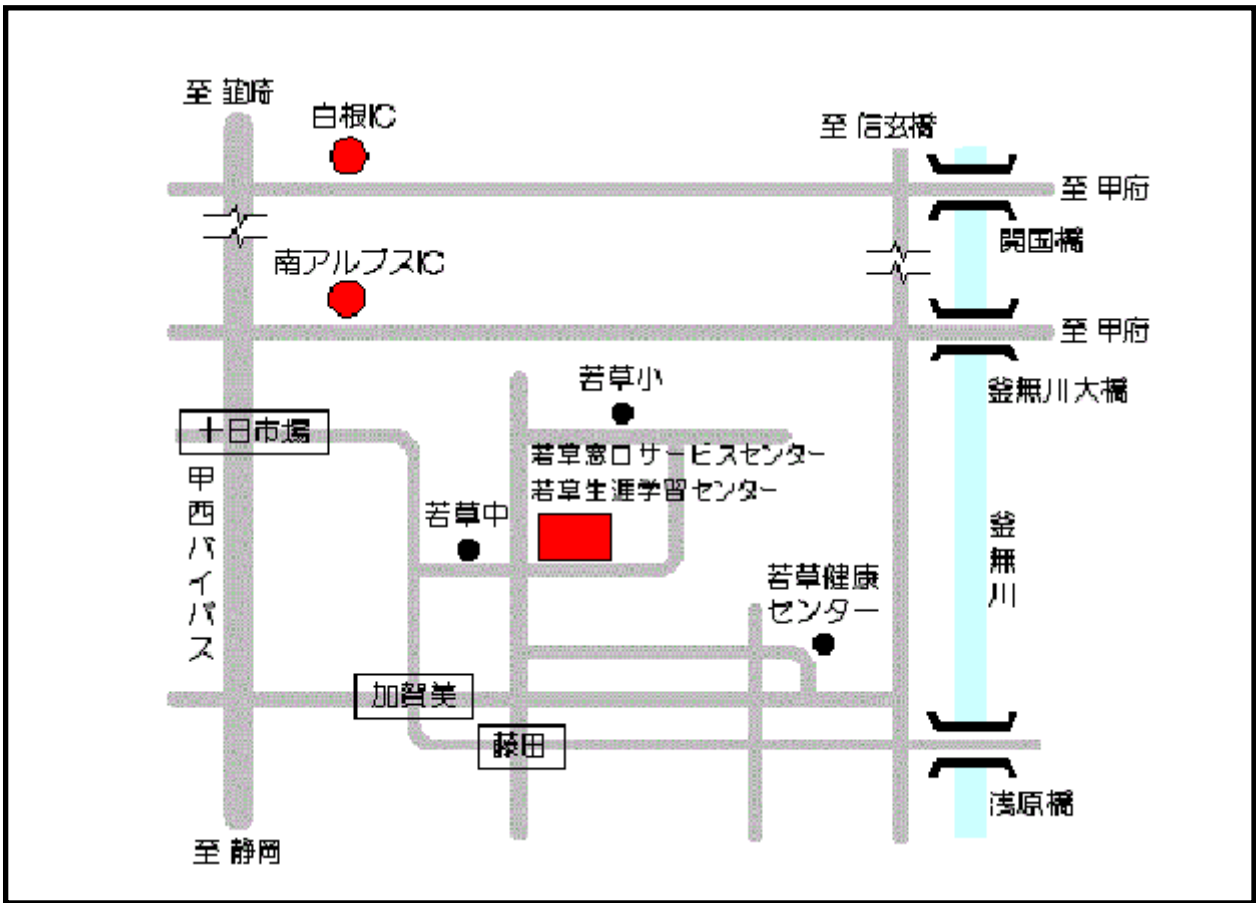 至 韮崎
白根IC
至 信玄橋
至 甲府
開国橋
南アルプスIC
至 甲府
釜無川大橋
若草小
十日市場
若草窓口サービスセンター
若草生涯学習センター
甲西バイパス
若草中
釜無川
若草健康
センター
加賀美
藤田
浅原橋
至 静岡